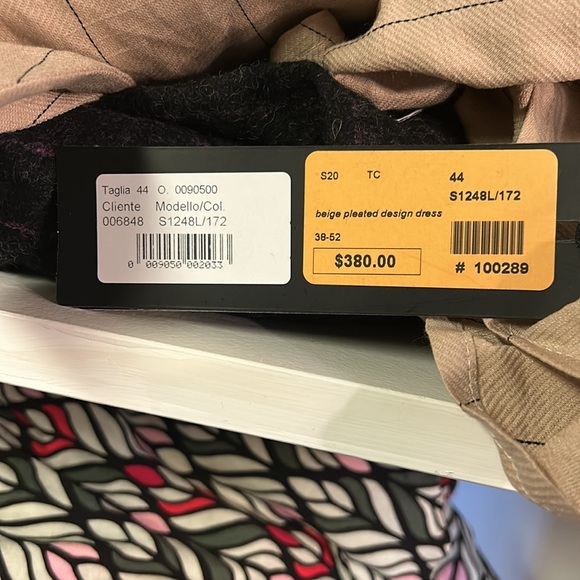 Taglia 44 O. 0090500
Cliente Modello/Col.
006848 S1248L/172
0 009050 002033
S20 TC 44
S1248L/172
beige pleated design dress
38-52
$380.00
# 100289